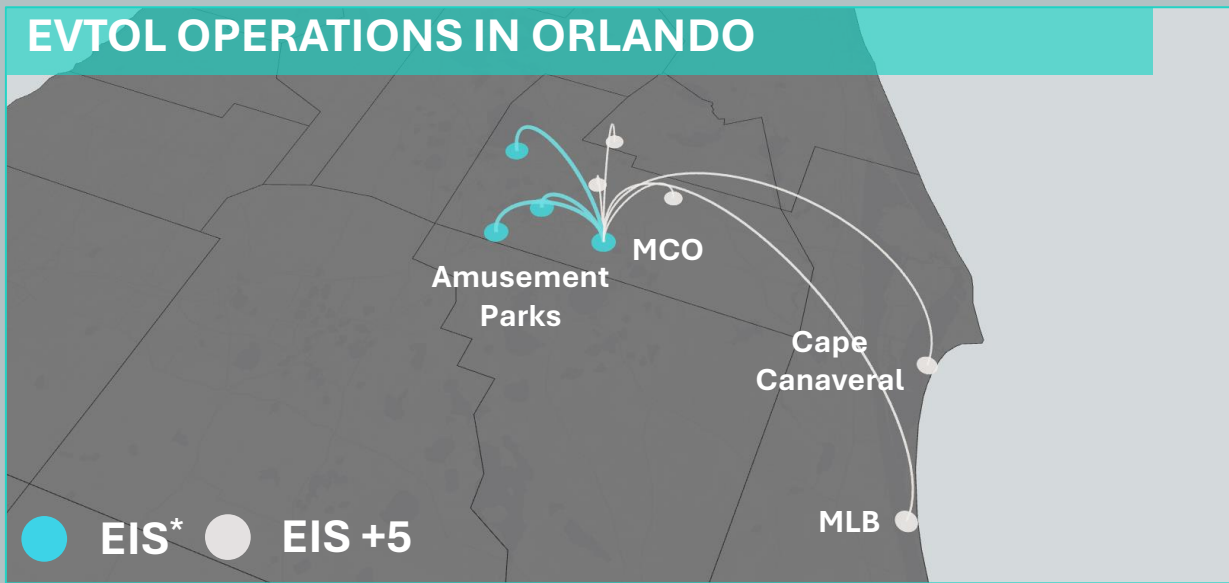 EVTOL OPERATIONS IN ORLANDO
MCO
Amusement
Parks
Cape
Canaveral
MLB
EIS* EIS +5